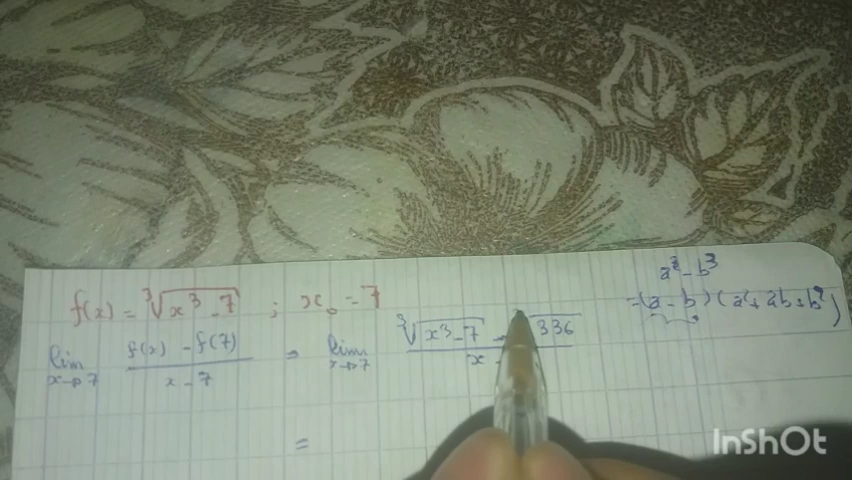 f(x) = ∛(x³ - 7) ; x₀ = 7
a³ - b³
= (a - b)(a² + ab + b²)
lim x→7 (f(x) - f(7))/(x - 7) = lim x→7 (∛(x³ - 7) - √336)/(x
=
InShOt